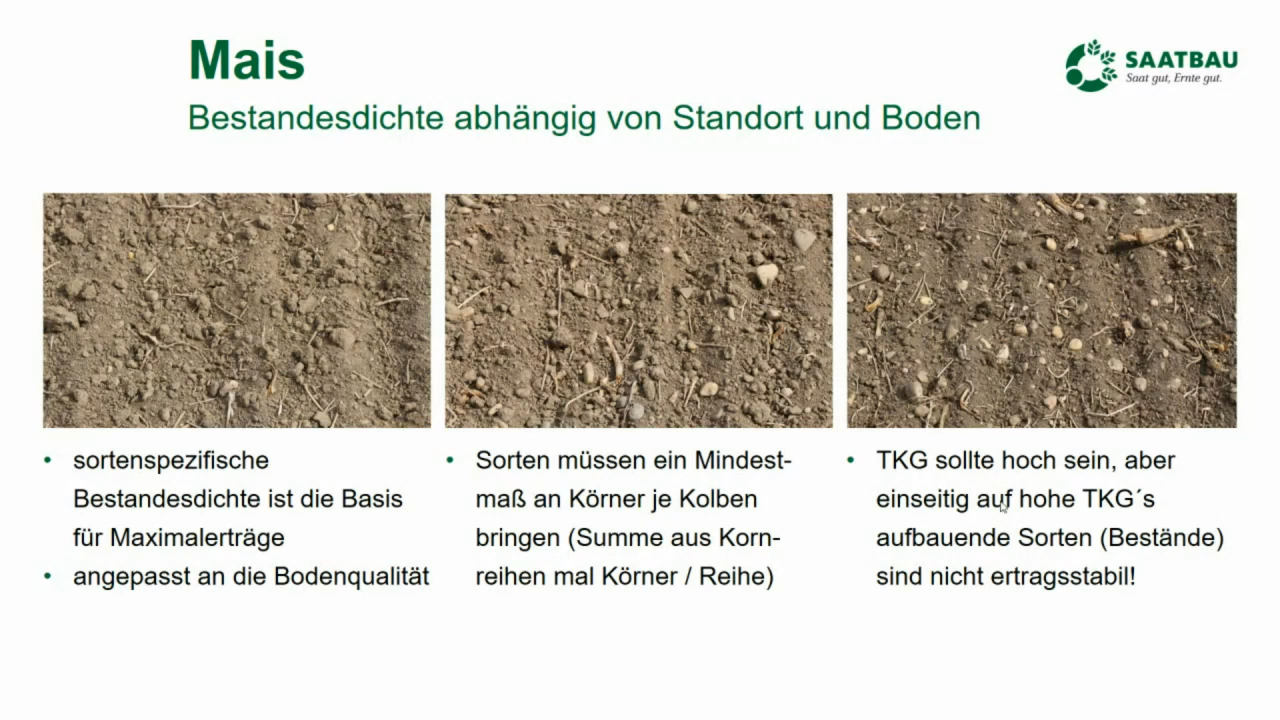 Mais
SAATBAU
Saat gut, Ernte gut.
Bestandesdichte abhängig von Standort und Boden
• sortenspezifische
Bestandesdichte ist die Basis
für Maximalerträge
• angepasst an die Bodenqualität
• Sorten müssen ein Mindest-
maß an Körner je Kolben
bringen (Summe aus Korn-
reihen mal Körner / Reihe)
• TKG sollte hoch sein, aber
einseitig auf hohe TKG´s
aufbauende Sorten (Bestände)
sind nicht ertragsstabil!